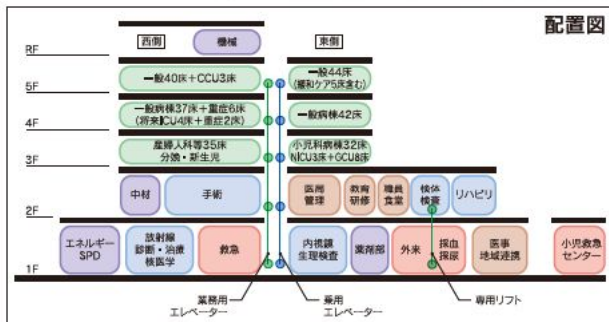 配置図
西側
機械
東側
RF
一般40床+CCU3床
一般44床
(緩和ケア5床含む)
5F
一般病棟37床+重症6床
(将来ICU4床+重症2床)
一般病棟42床
4F
産婦人科等35床
分娩・新生児
小児科病棟32床
NICU3床+GCU8床
3F
中材
手術
医局
管理
教育
研修
職員
食堂
検体
検査
リハビリ
2F
エネルギー
SPD
放射線
診断・治療
核医学
救急
内視鏡
生理検査
薬剤部
外来
採血
採尿
医事
地域連携
小児救急
センター
1F
業務用
エレベーター
乗用
エレベーター
専用リフト